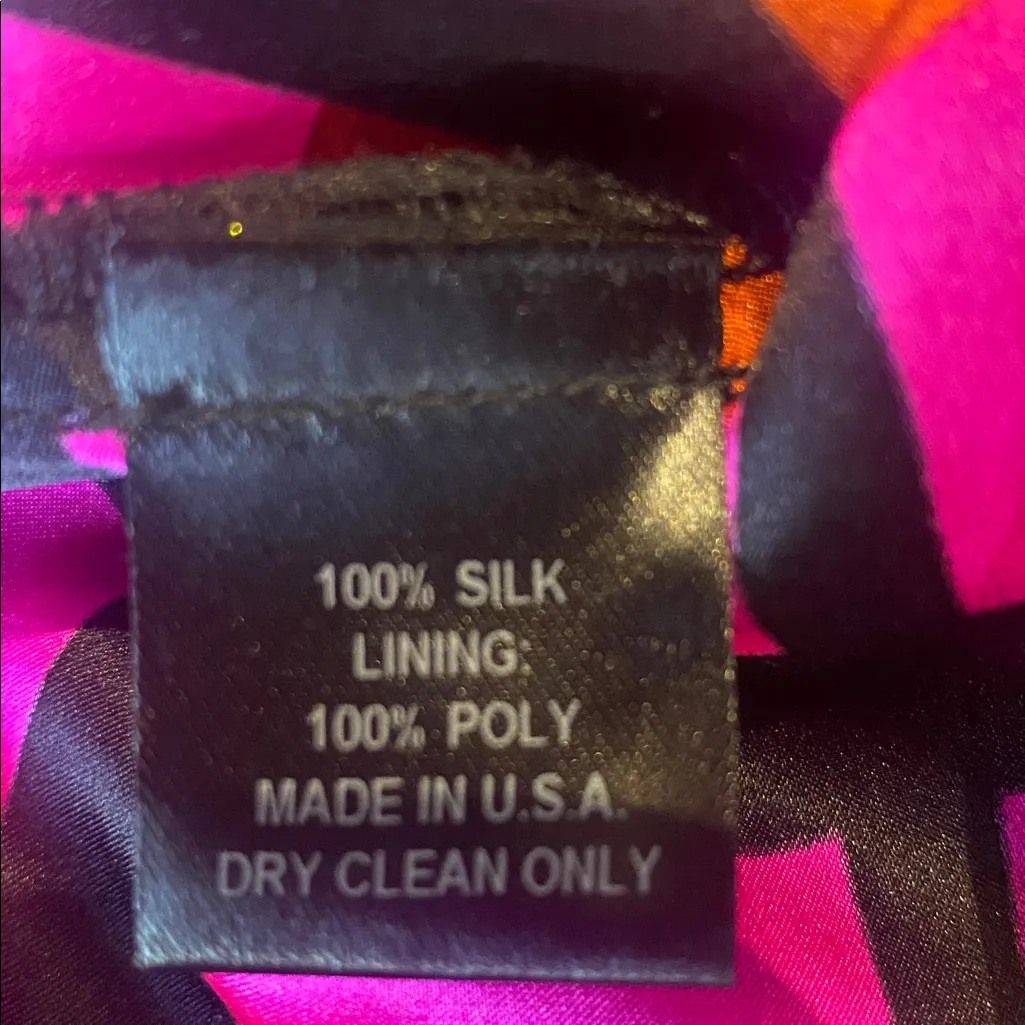 100% SILK
LINING:
100% POLY
MADE IN U.S.A.
DRY CLEAN ONLY